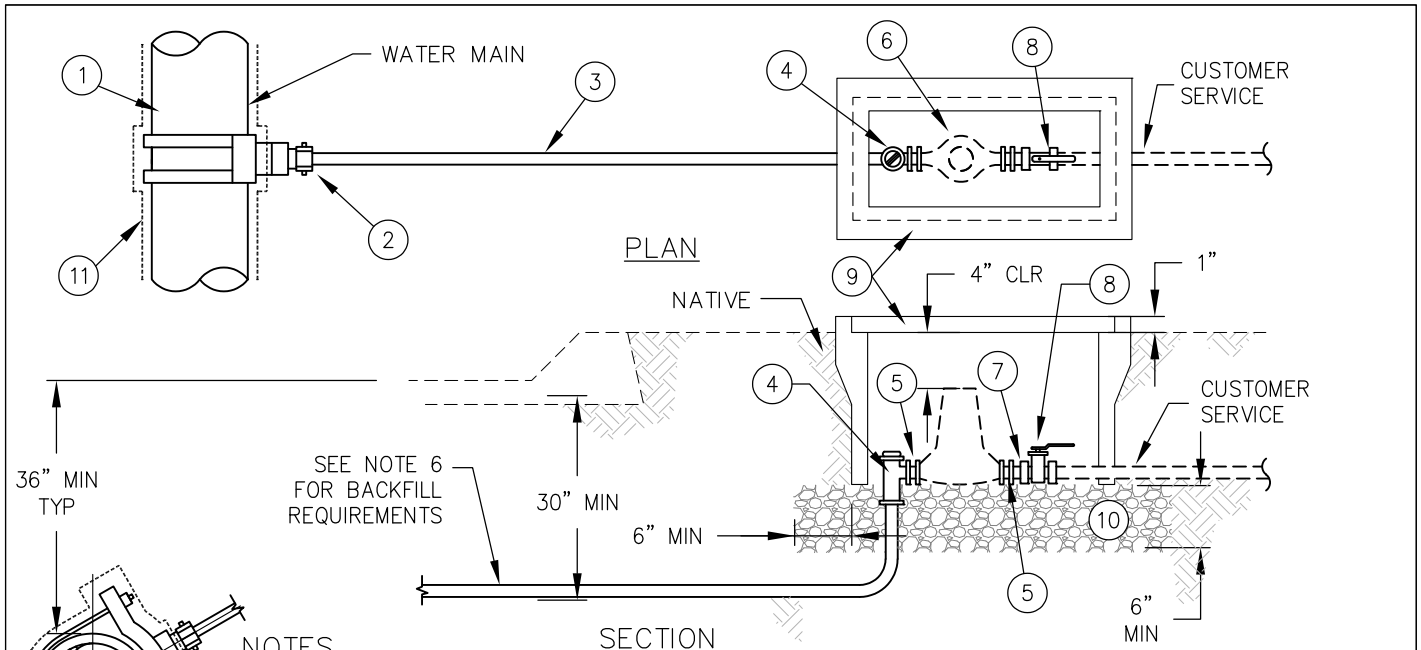 1
WATER MAIN
3
4
6
8
CUSTOMER
SERVICE
2
11
PLAN
9
4” CLR
1”
8
NATIVE
4
5
7
CUSTOMER
SERVICE
36” MIN
TYP
SEE NOTE 6
FOR BACKFILL
REQUIREMENTS
30” MIN
6” MIN
10
5
6”
MIN
NOTES
SECTION